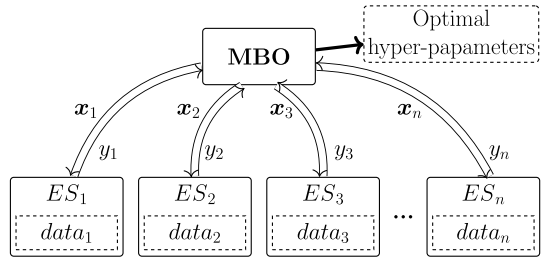 Optimal
hyper-papameters
MBO
x₁ x₂ x₃ xₙ
y₁ y₂ y₃ yₙ
ES₁ ES₂ ES₃ ... ESₙ
data₁ data₂ data₃ dataₙ